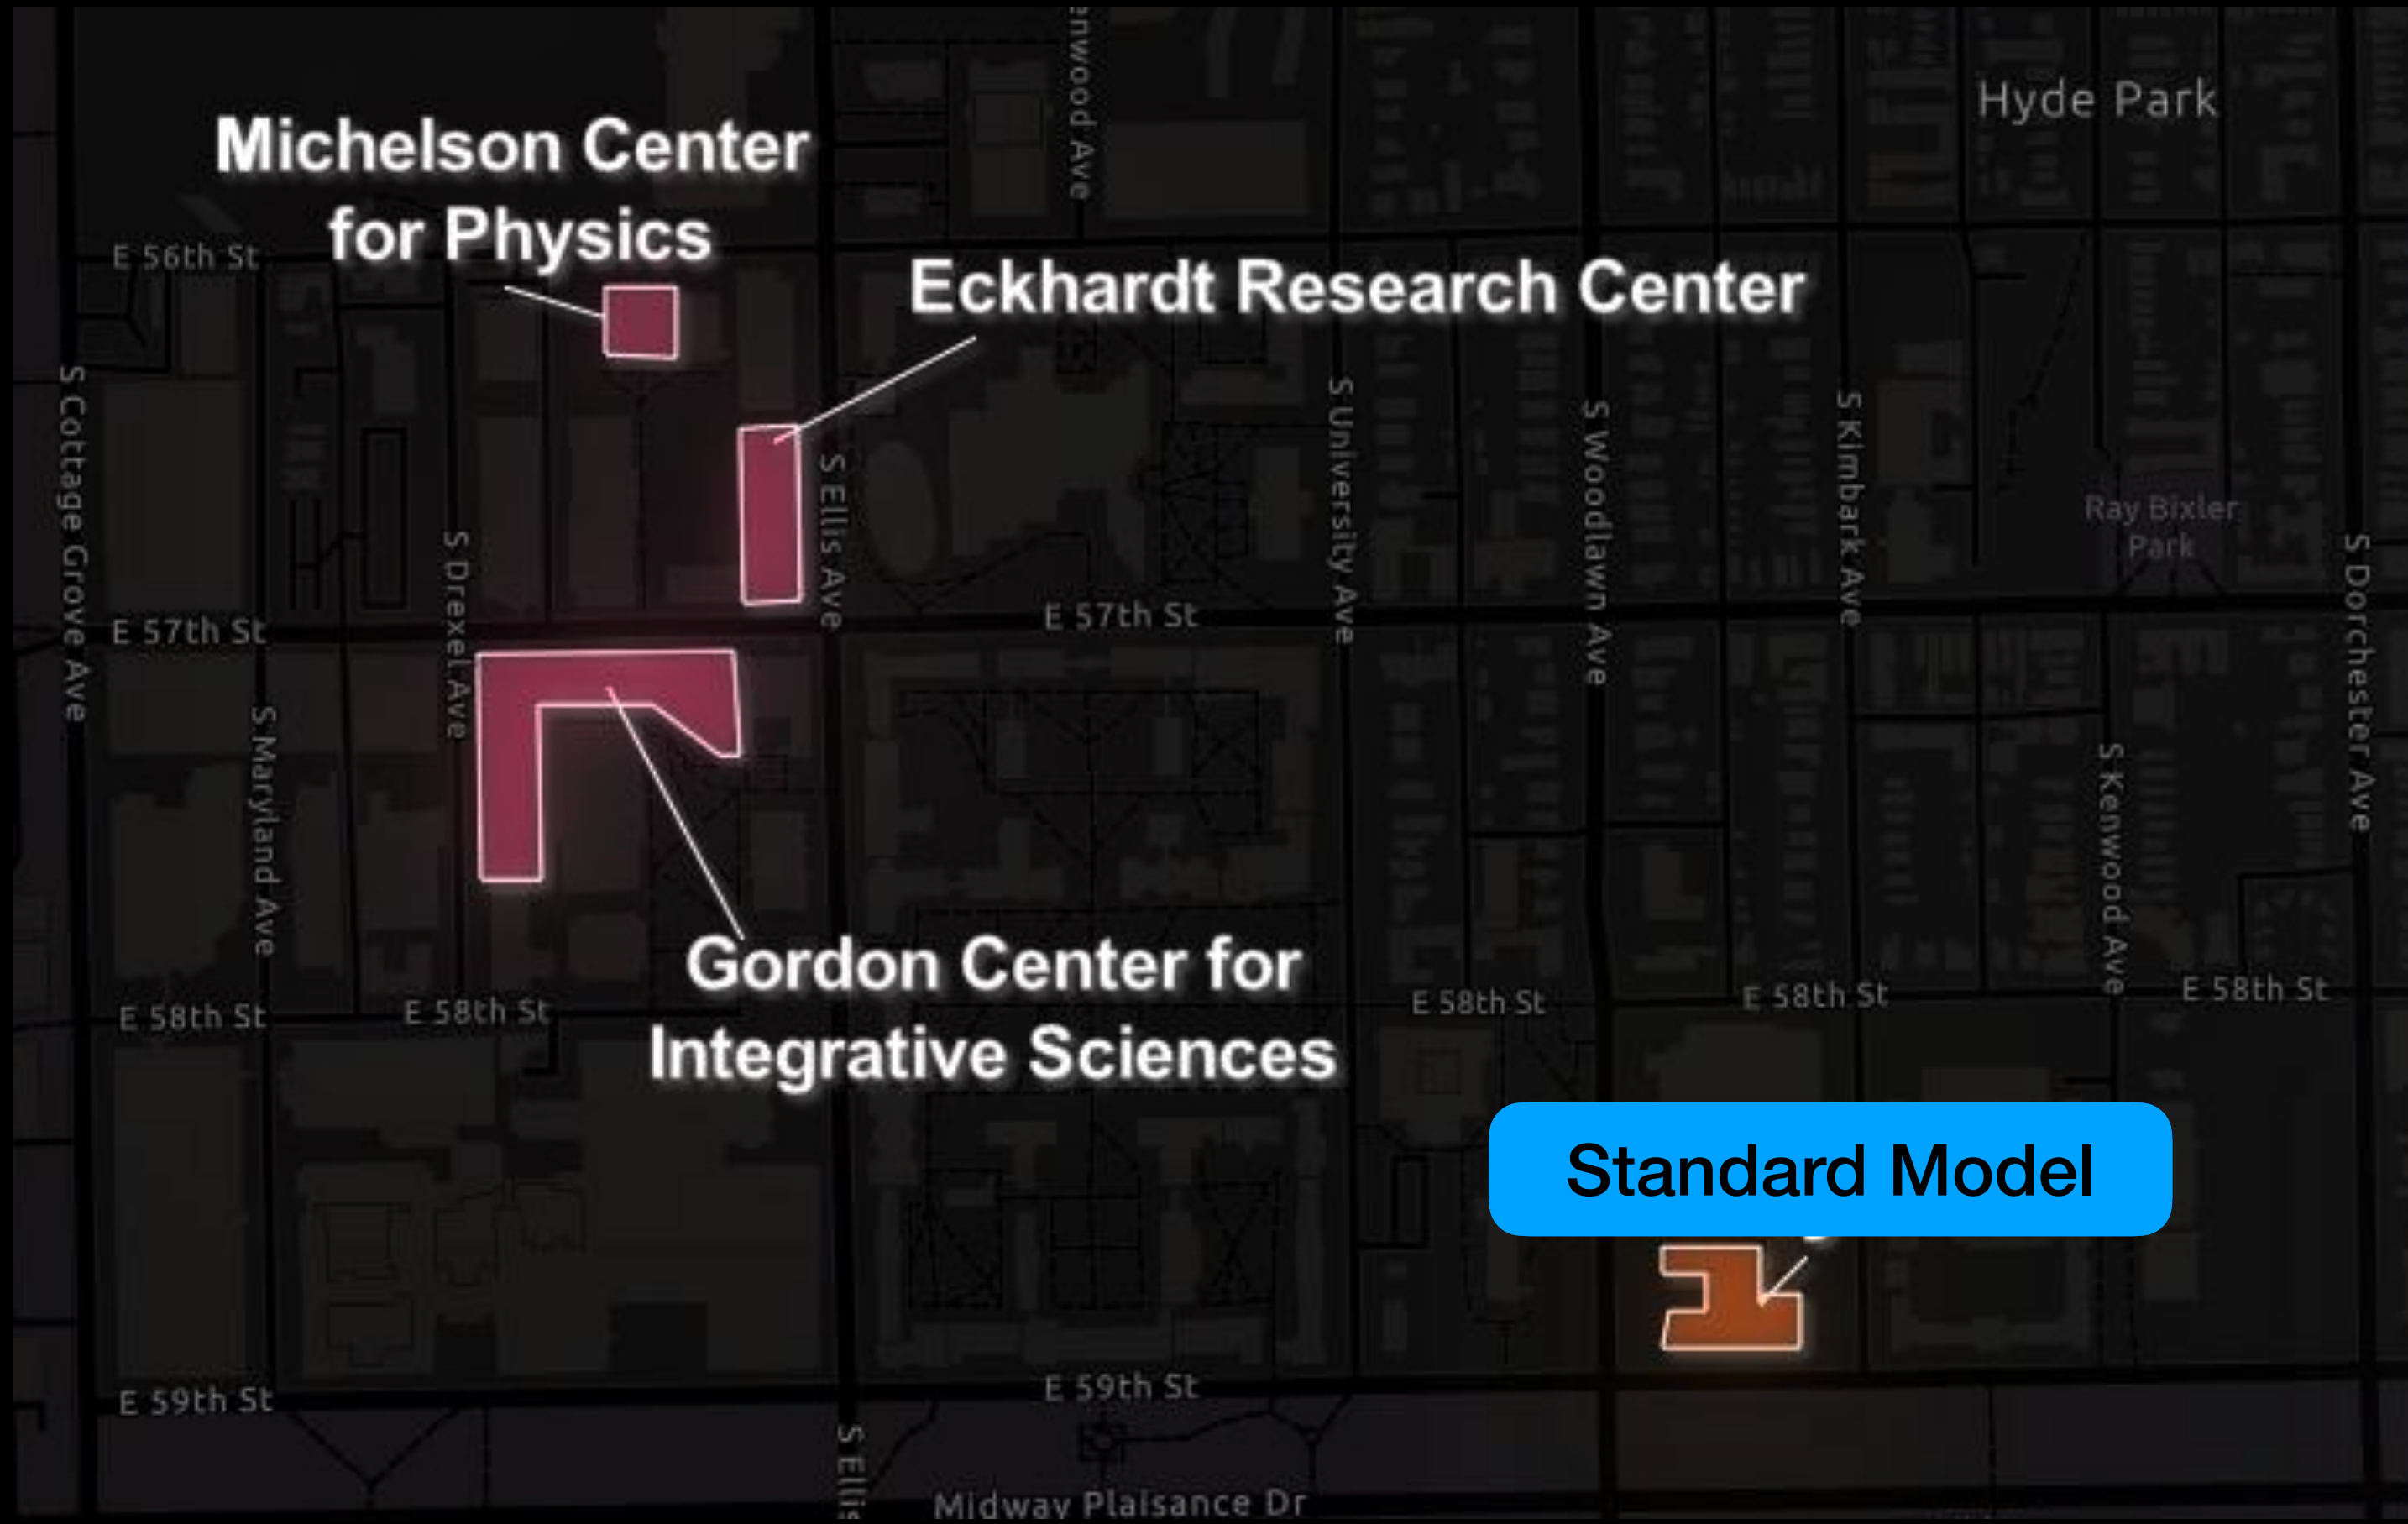 enwood Ave
Hyde Park
Michelson Center
for Physics
E 56th St
Eckhardt Research Center
S Cottage Grove Ave
S Drexel Ave
S Ellis Ave
S University Ave
S Woodlawn Ave
S Kimbark Ave
Ray Bixler
Park
S Dorchester Ave
E 57th St
E 57th St
S Maryland Ave
S Kenwood Ave
Gordon Center for
Integrative Sciences
E 58th St
E 58th St
E 58th St
E 58th St
E 58th St
Standard Model
E 59th St
E 59th St
S Ellis
Midway Plaisance Dr